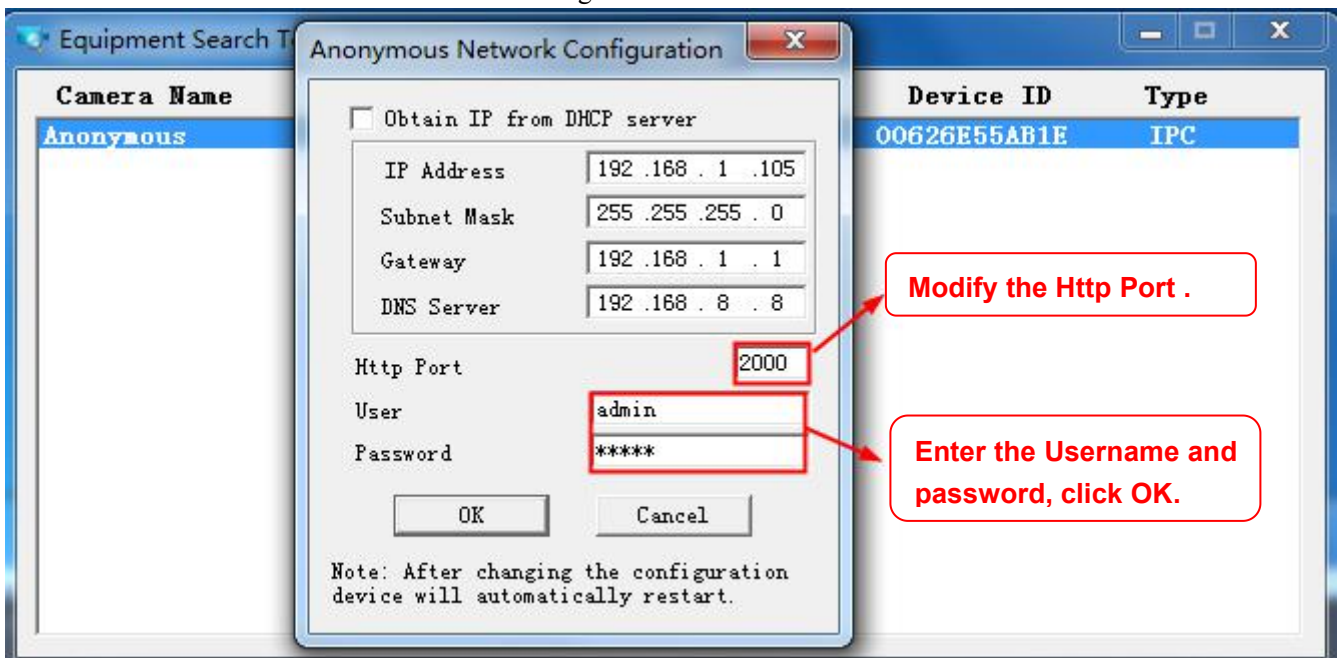 Equipment Search T
Anonymous Network Configuration
Camera Name
Device ID
Type
Anonymous
00626E55AB1E
IPC
Obtain IP from DHCP server
IP Address
192 .168 . 1 .105
Subnet Mask
255 .255 .255 . 0
Gateway
192 .168 . 1 . 1
DNS Server
192 .168 . 8 . 8
Http Port
2000
User
admin
Password
*****
OK
Cancel
Note: After changing the configuration
device will automatically restart.
Modify the Http Port .
Enter the Username and
password, click OK.